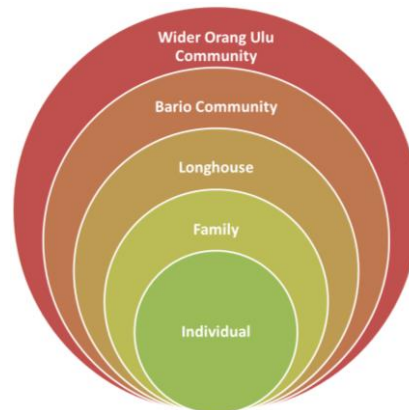 Wider Orang Ulu
Community
Bario Community
Longhouse
Family
Individual